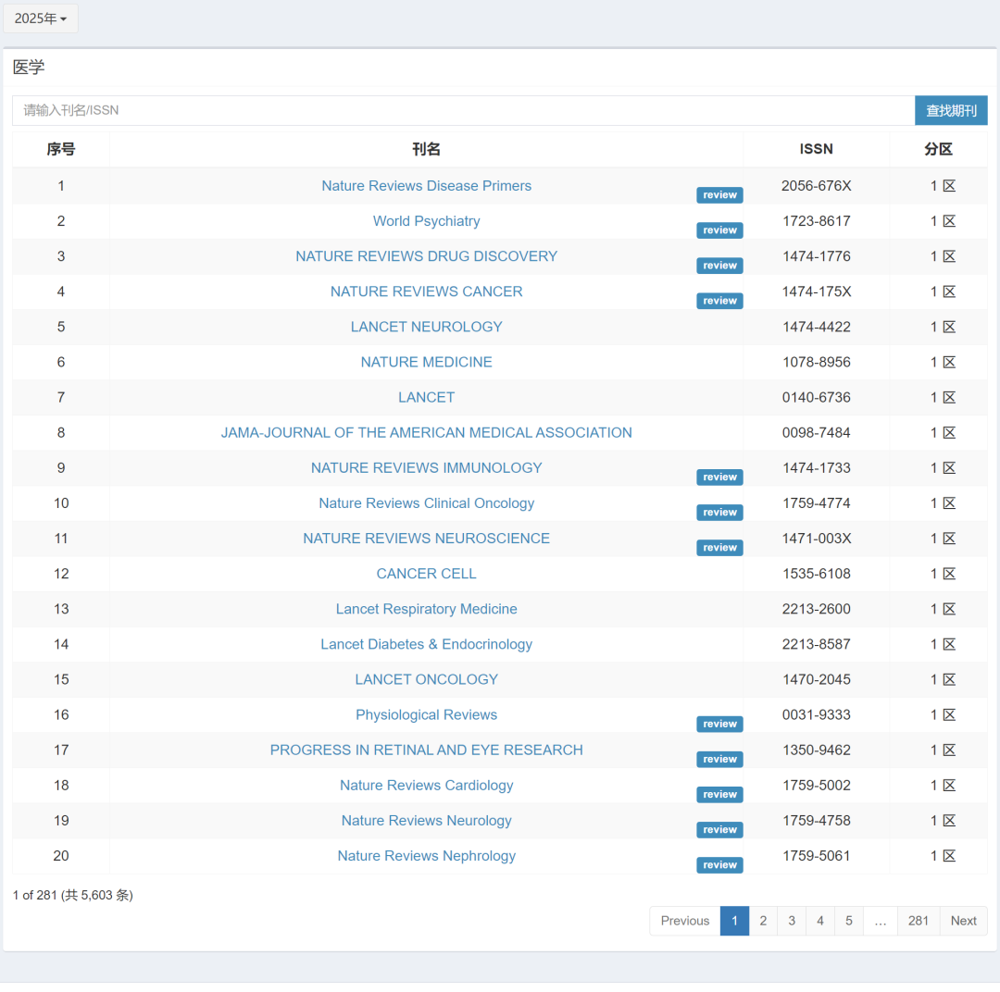 2025年
医学
请输入刊名/ISSN 查找期刊
序号 刊名 ISSN 分区
1 Nature Reviews Disease Primers review 2056-676X 1 区
2 World Psychiatry review 1723-8617 1 区
3 NATURE REVIEWS DRUG DISCOVERY review 1474-1776 1 区
4 NATURE REVIEWS CANCER review 1474-175X 1 区
5 LANCET NEUROLOGY 1474-4422 1 区
6 NATURE MEDICINE 1078-8956 1 区
7 LANCET 0140-6736 1 区
8 JAMA-JOURNAL OF THE AMERICAN MEDICAL ASSOCIATION 0098-7484 1 区
9 NATURE REVIEWS IMMUNOLOGY review 1474-1733 1 区
10 Nature Reviews Clinical Oncology review 1759-4774 1 区
11 NATURE REVIEWS NEUROSCIENCE review 1471-003X 1 区
12 CANCER CELL 1535-6108 1 区
13 Lancet Respiratory Medicine 2213-2600 1 区
14 Lancet Diabetes & Endocrinology 2213-8587 1 区
15 LANCET ONCOLOGY 1470-2045 1 区
16 Physiological Reviews review 0031-9333 1 区
17 PROGRESS IN RETINAL AND EYE RESEARCH review 1350-9462 1 区
18 Nature Reviews Cardiology review 1759-5002 1 区
19 Nature Reviews Neurology review 1759-4758 1 区
20 Nature Reviews Nephrology review 1759-5061 1 区
1 of 281 (共 5,603 条)
Previous 1 2 3 4 5 … 281 Next